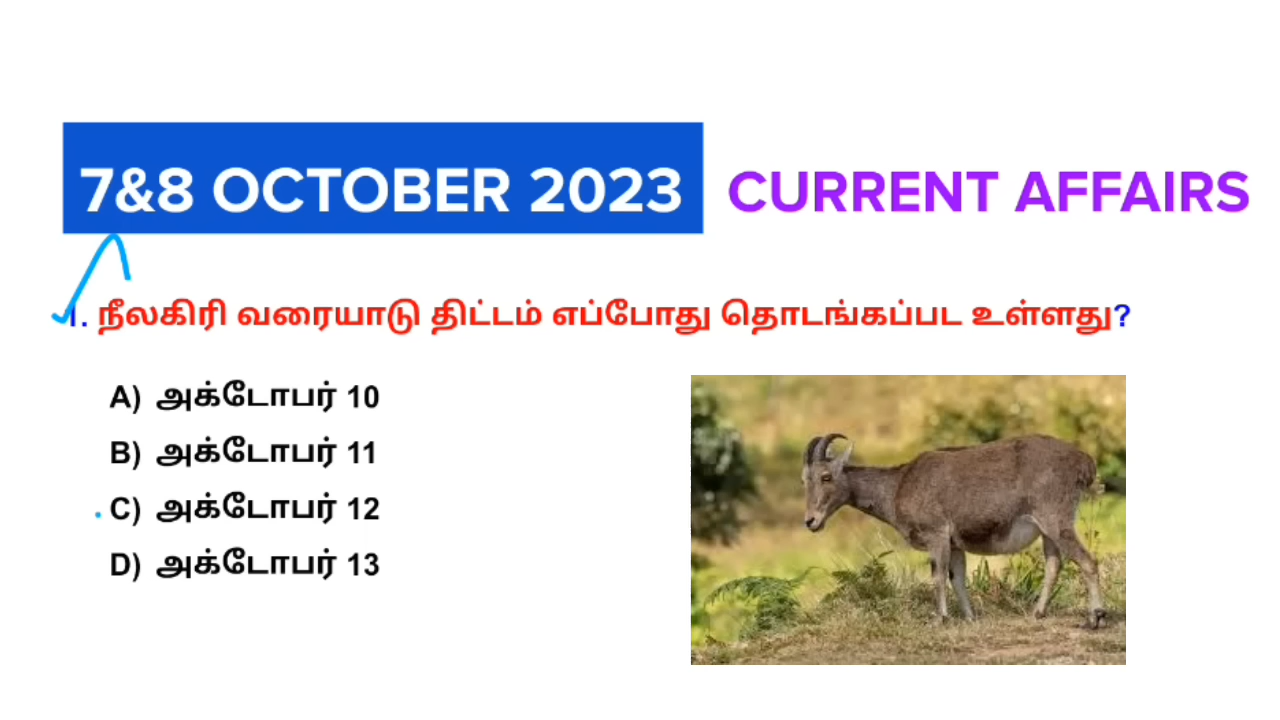 7&8 OCTOBER 2023 CURRENT AFFAIRS
1. நீலகிரி வரையாடு திட்டம் எப்போது தொடங்கப்பட உள்ளது?
A) அக்டோபர் 10
B) அக்டோபர் 11
C) அக்டோபர் 12
D) அக்டோபர் 13